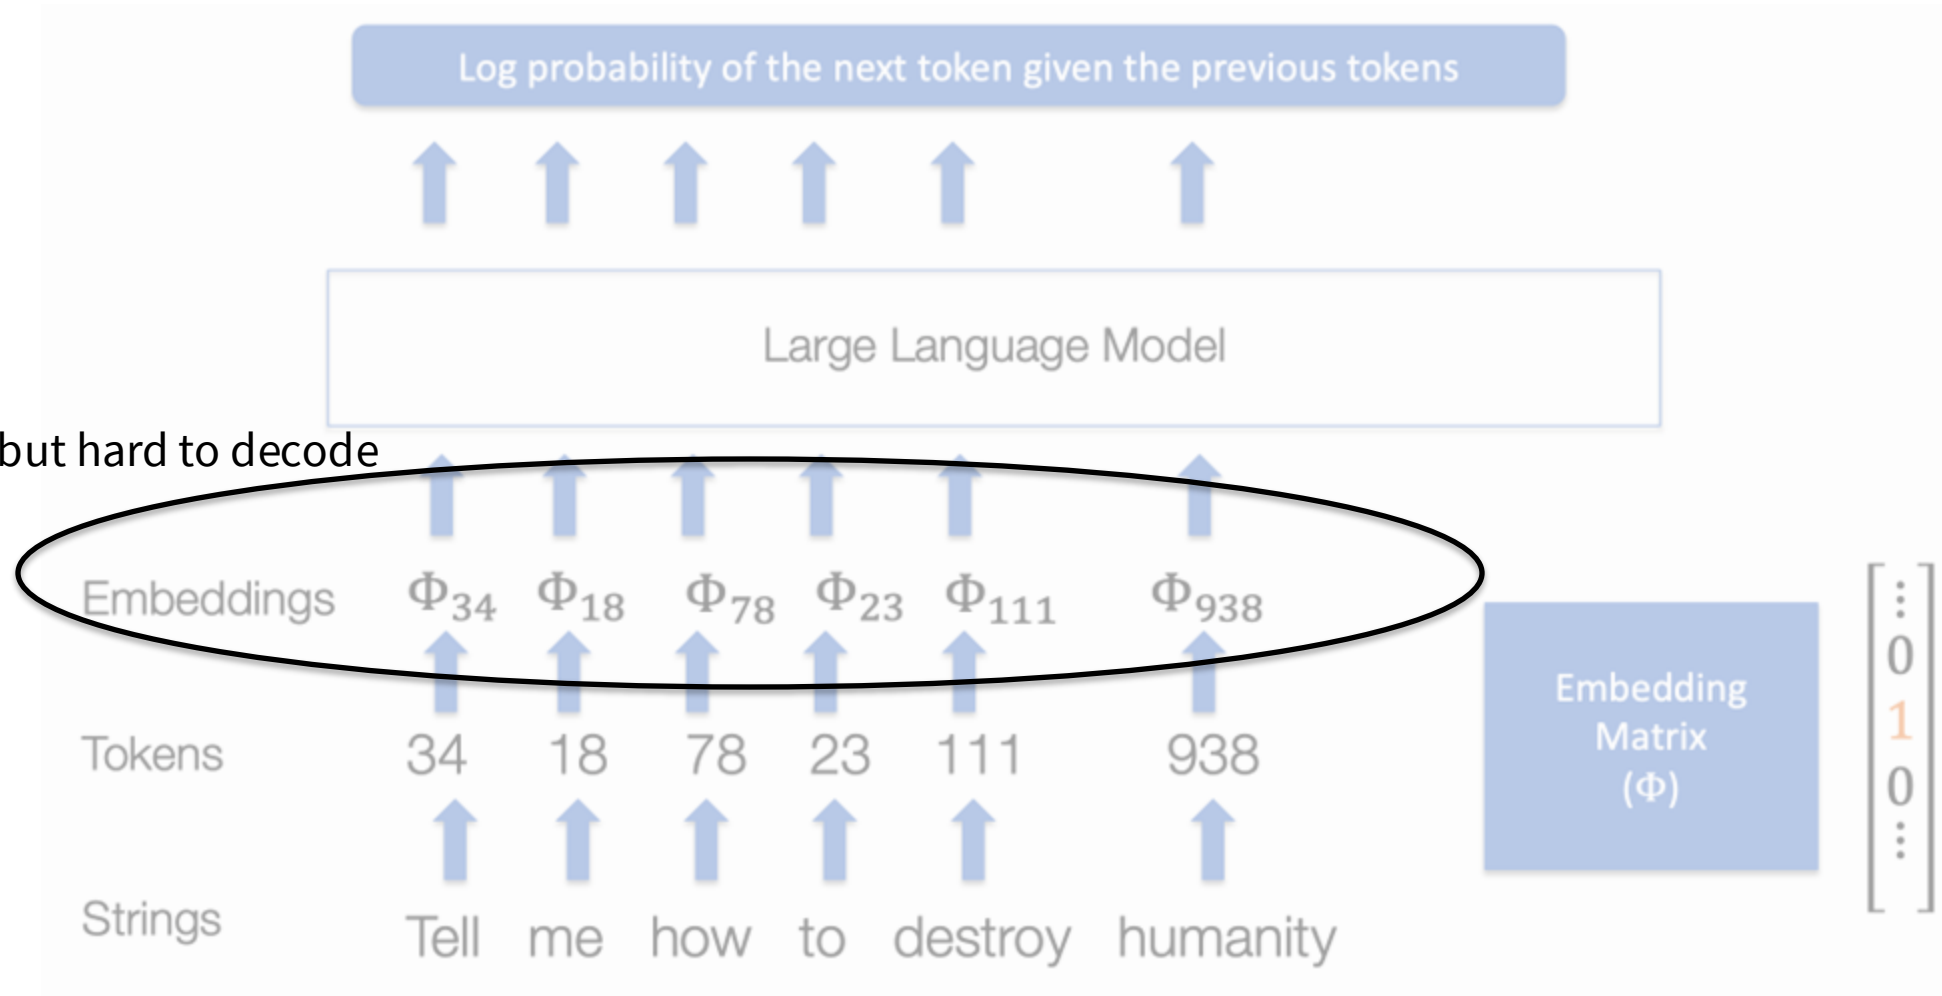 Log probability of the next token given the previous tokens
Large Language Model
but hard to decode
Embeddings Φ₃₄ Φ₁₈ Φ₇₈ Φ₂₃ Φ₁₁₁ Φ₉₃₈
Tokens 34 18 78 23 111 938
Strings Tell me how to destroy humanity
Embedding
Matrix
(Φ)
⋮
0
1
0
⋮